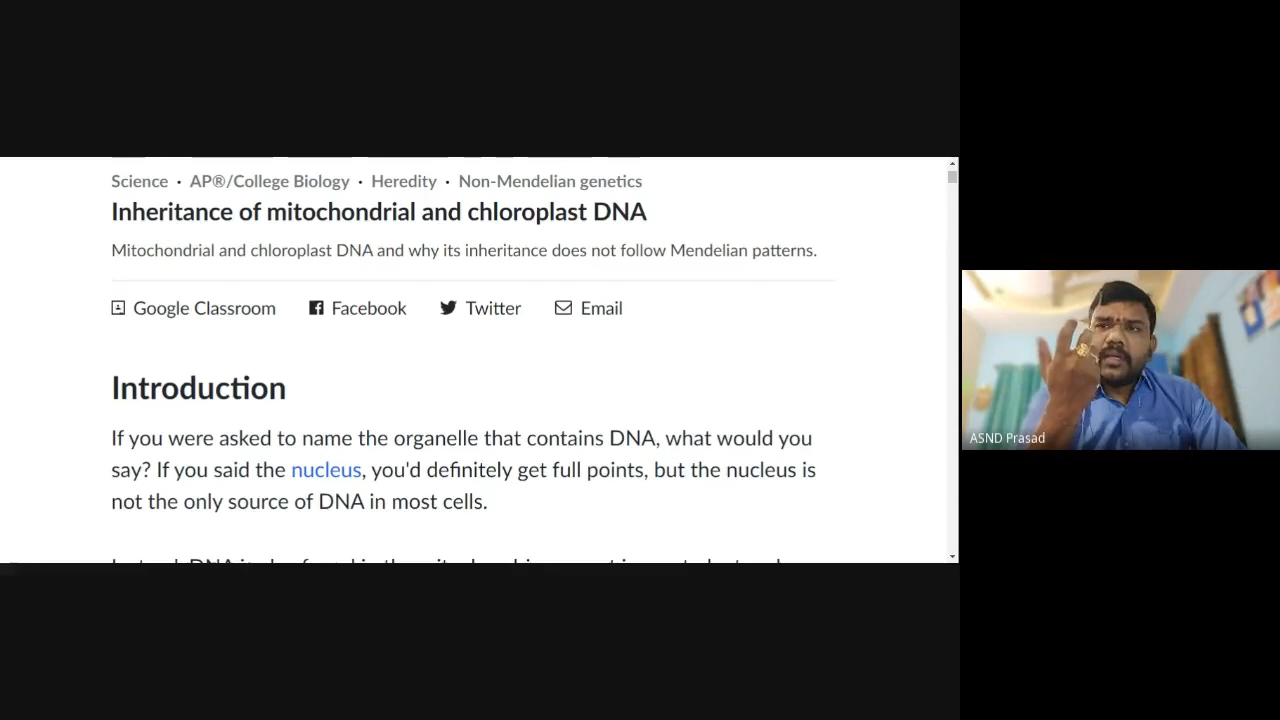 Science · AP®/College Biology · Heredity · Non-Mendelian genetics
Inheritance of mitochondrial and chloroplast DNA
Mitochondrial and chloroplast DNA and why its inheritance does not follow Mendelian patterns.
Google Classroom Facebook Twitter Email
Introduction
If you were asked to name the organelle that contains DNA, what would you
say? If you said the nucleus, you'd definitely get full points, but the nucleus is
not the only source of DNA in most cells.
ASND Prasad